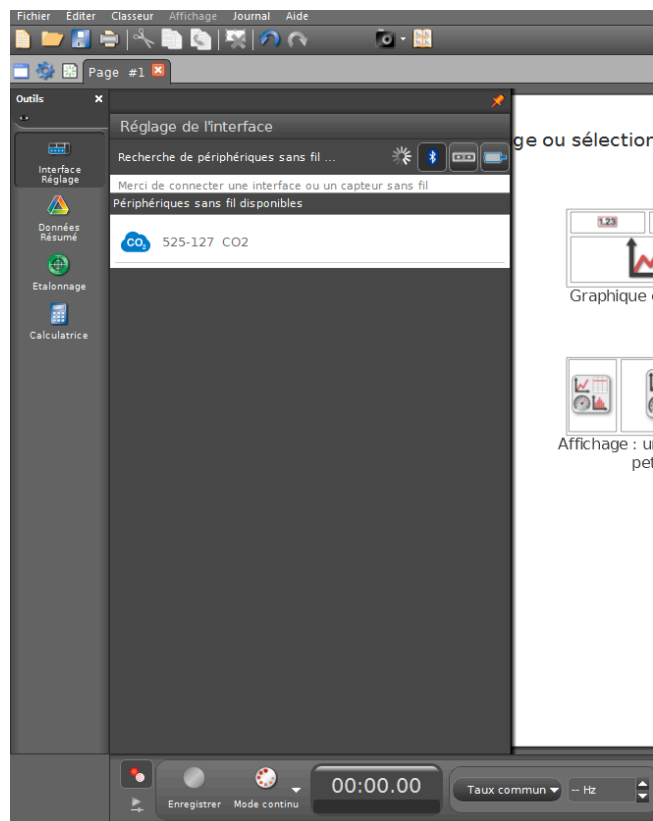 Fichier Éditer Classeur Affichage Journal Aide
Page #1
Outils
Réglage de l'interface
Recherche de périphériques sans fil ...
Merci de connecter une interface ou un capteur sans fil
Périphériques sans fil disponibles
CO2 525-127 CO2
Interface
Réglage
Données
Résumé
Etalonnage
Calculatrice
ge ou sélection
1.23
Graphique
Affichage : u
pet
Enregistrer Mode continu 00:00.00 Taux commun -- Hz